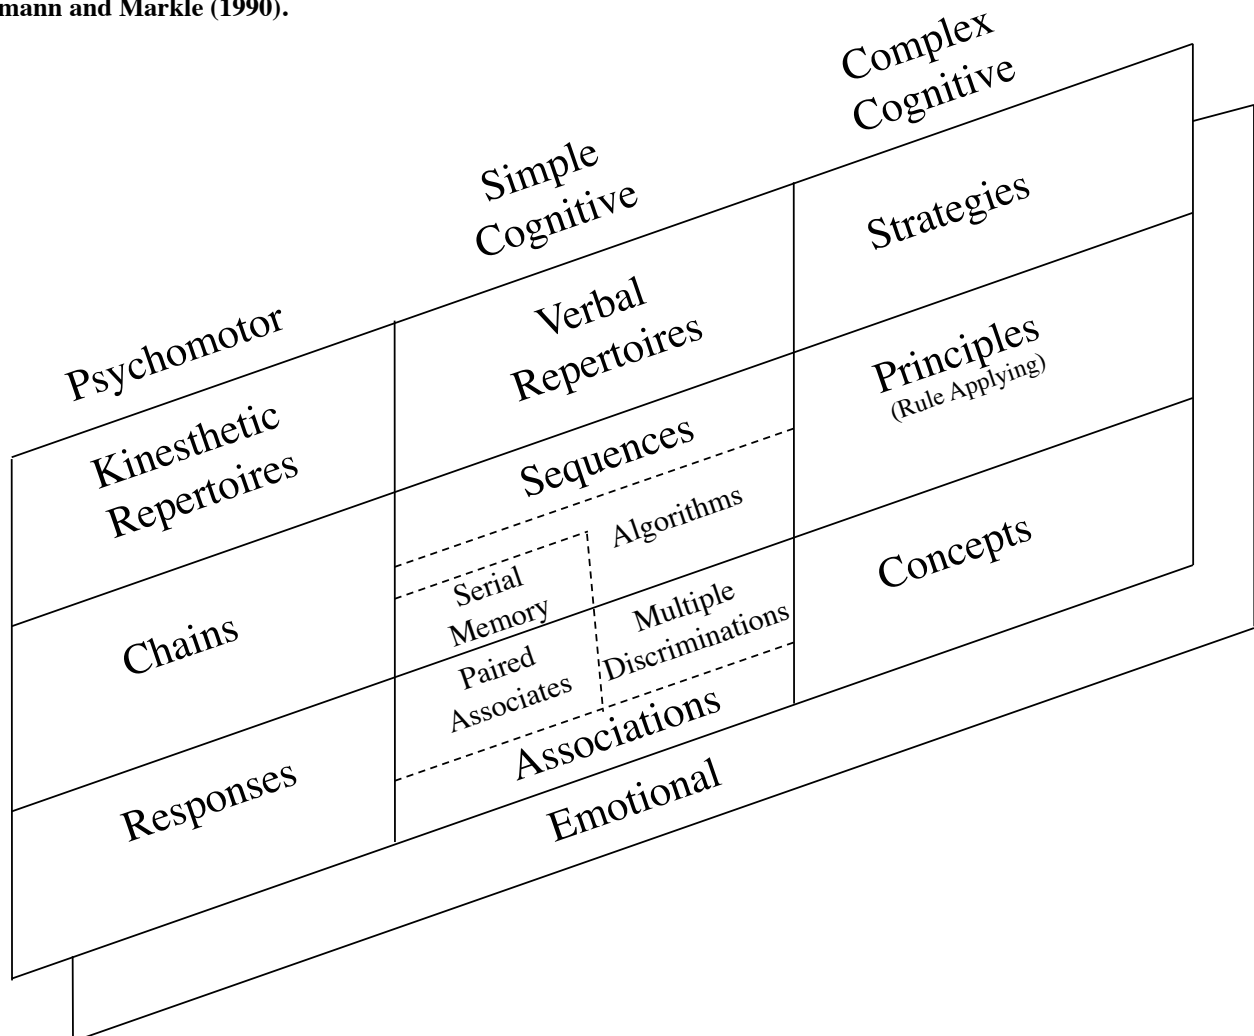 mann and Markle (1990).
Complex
Cognitive
Simple
Cognitive
Psychomotor
Strategies
Verbal
Repertoires
Kinesthetic
Repertoires
Principles
(Rule Applying)
Sequences
Algorithms
Serial
Memory
Chains
Concepts
Multiple
Discriminations
Paired
Associates
Associations
Responses
Emotional